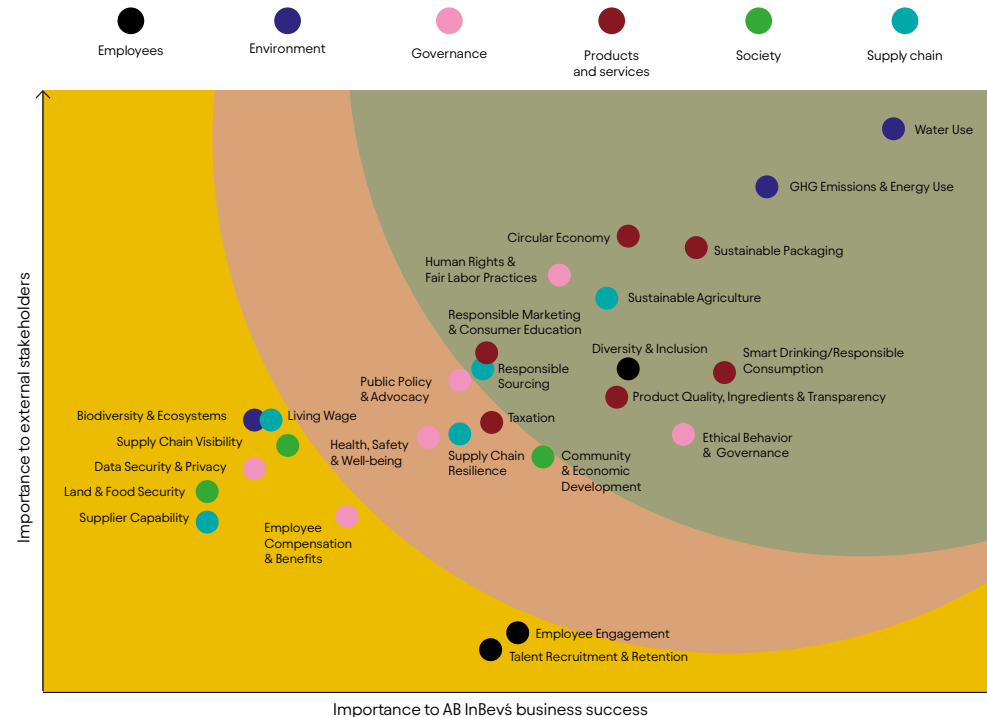 Employees
Environment
Governance
Products
and services
Society
Supply chain
Importance to external stakeholders
Water Use
GHG Emissions & Energy Use
Circular Economy
Sustainable Packaging
Human Rights &
Fair Labor Practices
Sustainable Agriculture
Responsible Marketing
& Consumer Education
Diversity & Inclusion
Smart Drinking/Responsible
Consumption
Responsible
Sourcing
Public Policy
& Advocacy
Product Quality, Ingredients & Transparency
Biodiversity & Ecosystems
Living Wage
Taxation
Supply Chain Visibility
Health, Safety
& Well-being
Ethical Behavior
& Governance
Supply Chain
Resilience
Community
& Economic
Development
Data Security & Privacy
Land & Food Security
Supplier Capability
Employee
Compensation
& Benefits
Employee Engagement
Talent Recruitment & Retention
Importance to AB InBev́s business success